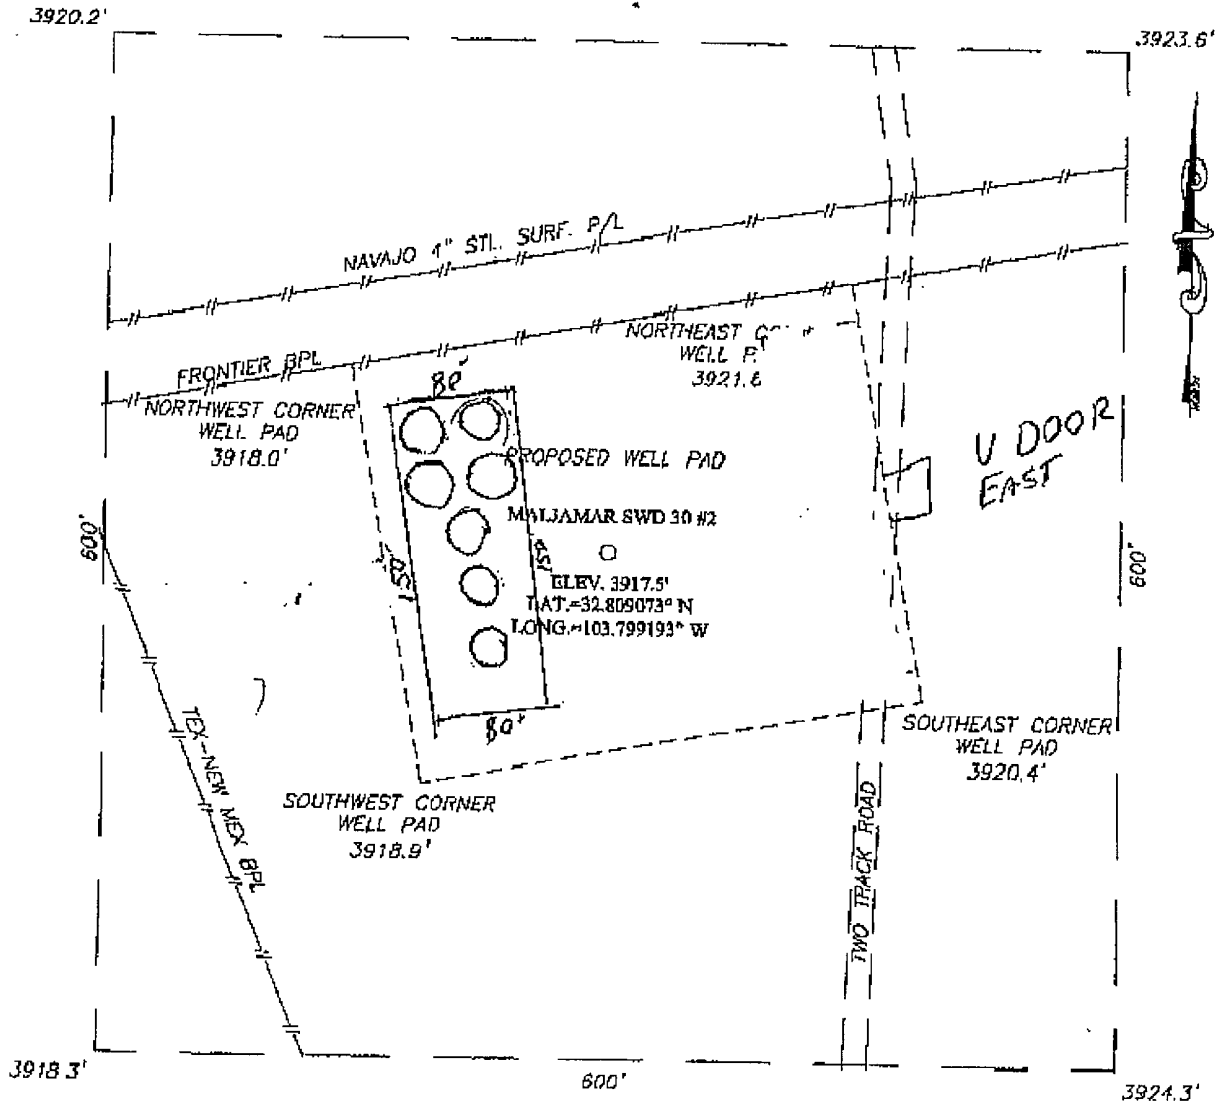 3920.2'
3923.6'
NAVAJO 4" STL. SURF. P/L
FRONTIER BPL
NORTHWEST CORNER
WELL PAD
3918.0'
80'
NORTHEAST
WELL
PROPOSED WELL PAD
MALJAMAR SWD 30 #2
ELEV. 3917.5'
LAT.=32.809073° N
LONG.=103.799193° W
U DOOR
EAST
600'
600'
80'
TEX-NEW MEX BPL
SOUTHWEST CORNER
WELL PAD
3918.9'
SOUTHEAST CORNER
WELL PAD
3920.4'
TWO TRACK ROAD
3918.3'
600'
3924.3'